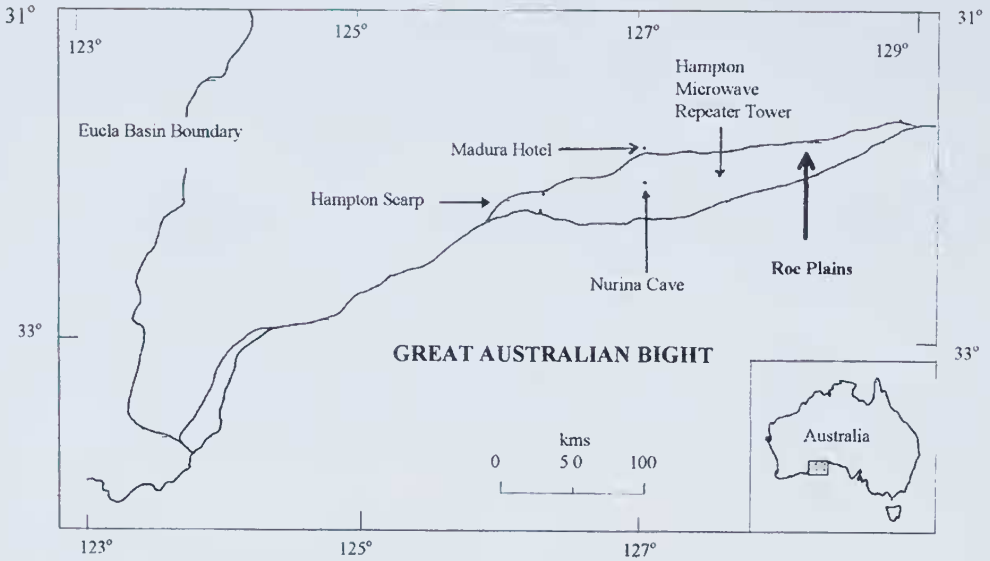 31°
31°
123°
125°
127°
129°
Hampton
Microwave
Repeater Tower
Eucla Basin Boundary
Madura Hotel
Hampton Scarp
Roe Plains
Nurina Cave
33°
33°
GREAT AUSTRALIAN BIGHT
kms
0 50 100
Australia
123°
125°
127°